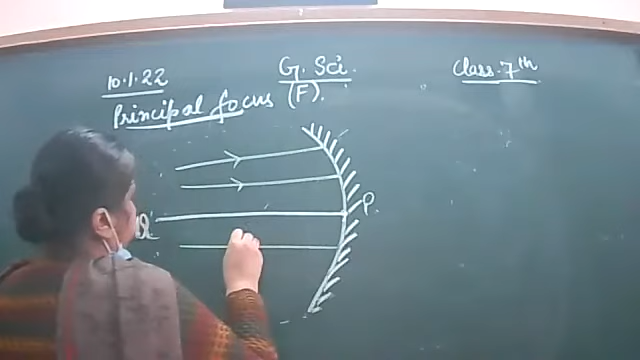 10.1.22
G. Sci.
Class. 7th
Principal focus (F).
P.